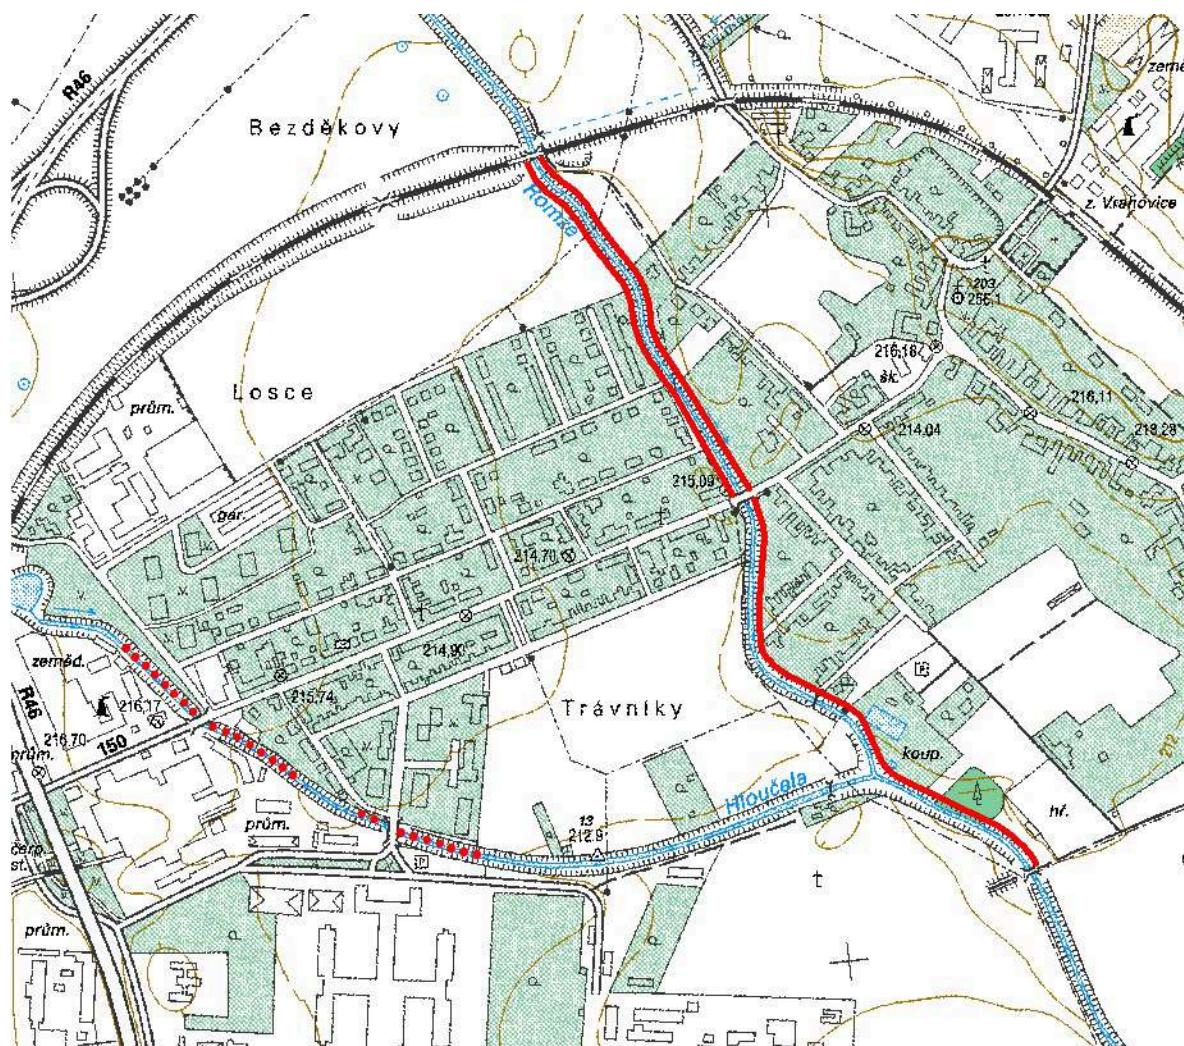 R46
Bezděkovy
země
z. Vrahovice
Romže
203
255,1
216,18
šk.
216,11
Losce
prům.
214,04
218,28
215,09
gar.
214,70
214,90
zeměd.
215,74
216,17
R46
216,70
150
prům.
Trávníky
koup.
212
Hloučela
hř.
prům.
13
212,9
čerp.
st.
prům.
t